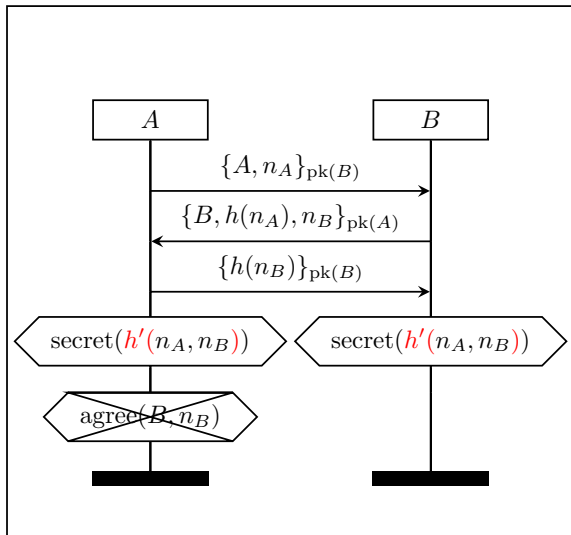 A B
{A, n_A}_pk(B)
{B, h(n_A), n_B}_pk(A)
{h(n_B)}_pk(B)
secret(h′(n_A, n_B)) secret(h′(n_A, n_B))
agree(B, n_B)